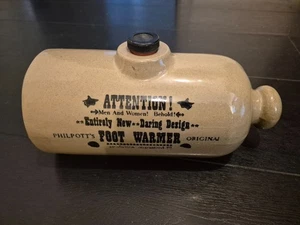 ATTENTION!
Men And Women! Behold!
Entirely New Daring Design
PHILPOTT'S FOOT WARMER ORIGINAL